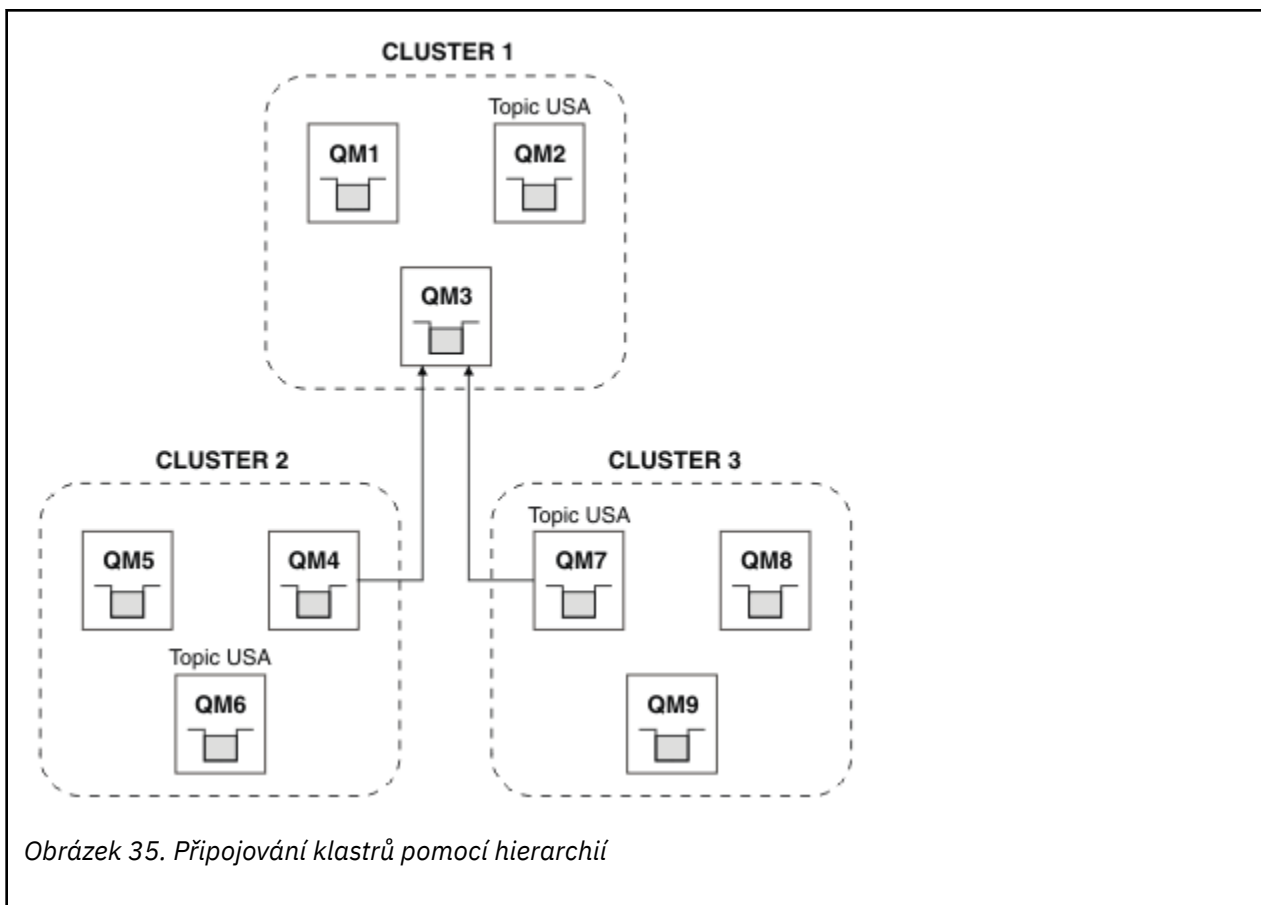 CLUSTER 1
Topic USA
QM1
QM2
QM3
CLUSTER 2
CLUSTER 3
Topic USA
QM5
QM4
QM7
QM8
Topic USA
QM6
QM9
Obrázek 35. Připojování klastrů pomocí hierarchií